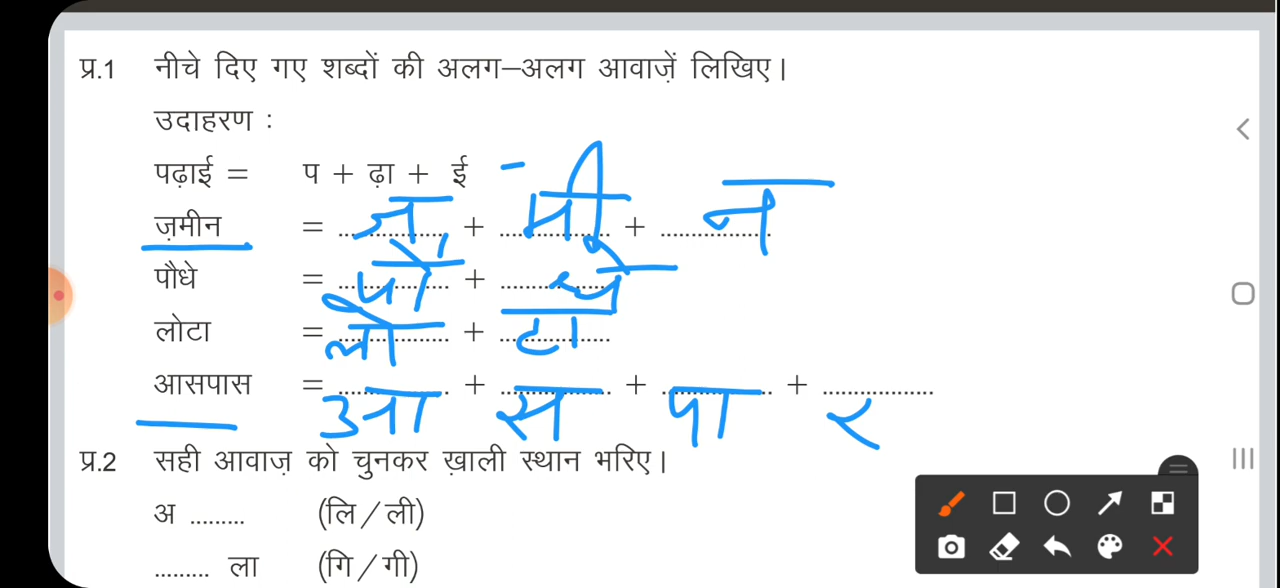 प्र.1 नीचे दिए गए शब्दों की अलग–अलग आवाज़ें लिखिए।
उदाहरण :
पढ़ाई = प + ढ़ा + ई
ज़मीन = ज + मी + न
पौधे = पौ + धे
लोटा = लो + टा
आसपास = आ + स + पा + र
प्र.2 सही आवाज़ को चुनकर ख़ाली स्थान भरिए।
अ ......... (लि/ली)
......... ला (गि/गी)